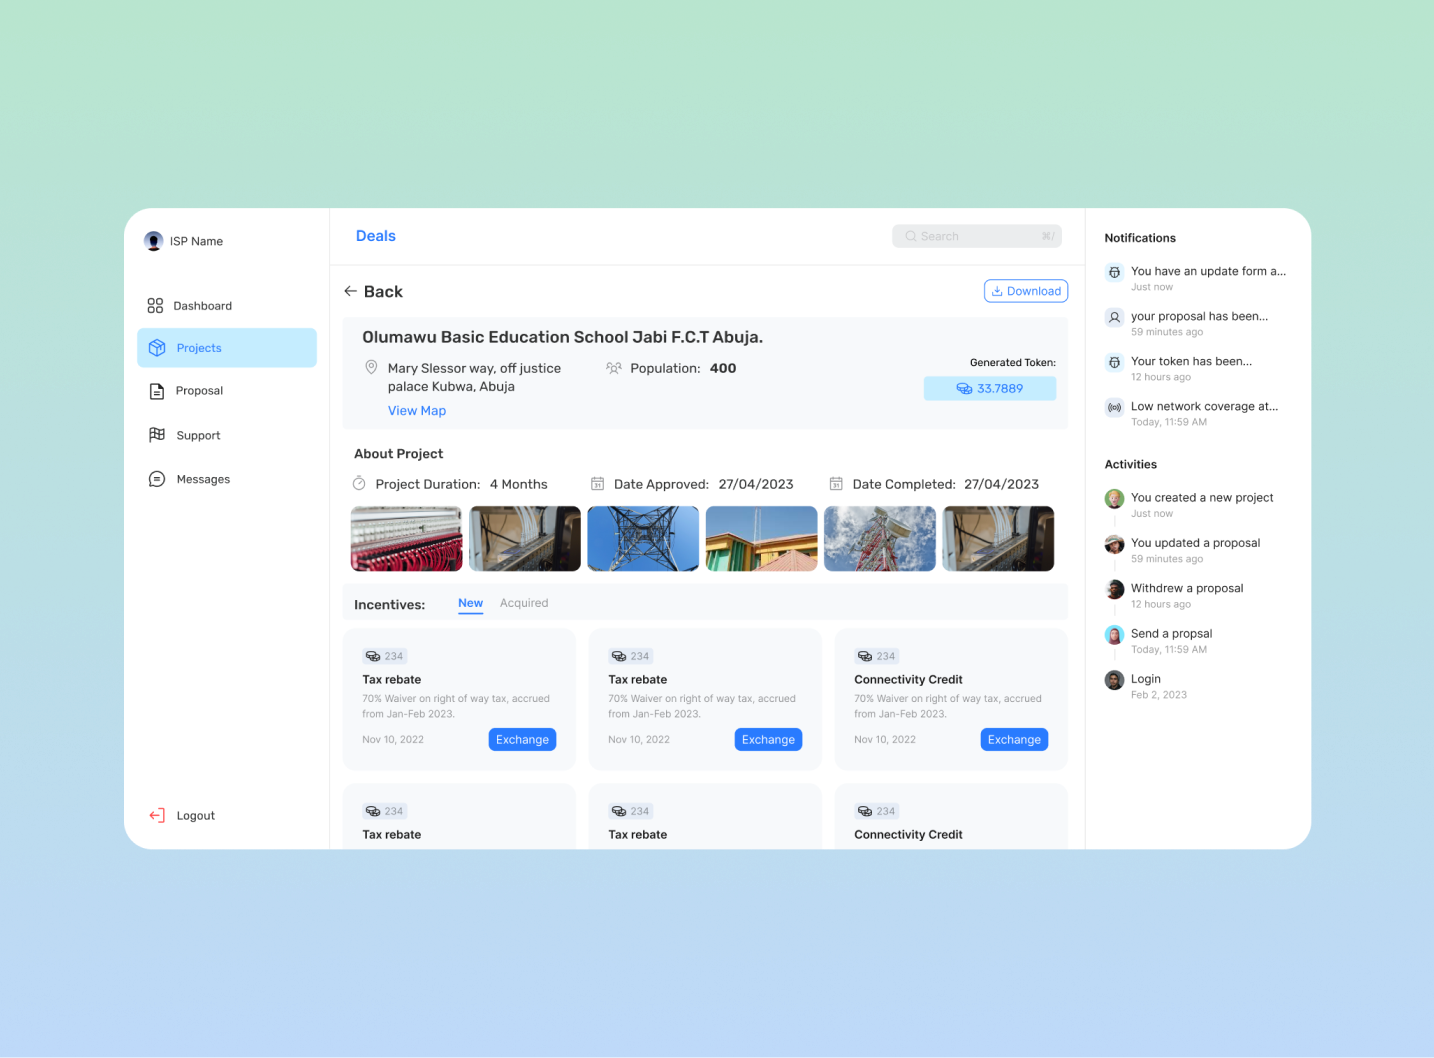 ISP Name
Dashboard
Projects
Proposal
Support
Messages
Logout
Deals
Search
⌘/
Back
Download
Olumawu Basic Education School Jabi F.C.T Abuja.
Mary Slessor way, off justice
palace Kubwa, Abuja
View Map
Population: 400
Generated Token:
33.7889
About Project
Project Duration: 4 Months
Date Approved: 27/04/2023
Date Completed: 27/04/2023
Incentives:
New
Acquired
234
Tax rebate
70% Waiver on right of way tax, accrued
from Jan-Feb 2023.
Nov 10, 2022
Exchange
234
Tax rebate
70% Waiver on right of way tax, accrued
from Jan-Feb 2023.
Nov 10, 2022
Exchange
234
Connectivity Credit
70% Waiver on right of way tax, accrued
from Jan-Feb 2023.
Nov 10, 2022
Exchange
234
Tax rebate
234
Tax rebate
234
Connectivity Credit
Notifications
You have an update form a...
Just now
your proposal has been...
59 minutes ago
Your token has been...
12 hours ago
Low network coverage at...
Today, 11:59 AM
Activities
You created a new project
Just now
You updated a proposal
59 minutes ago
Withdrew a proposal
12 hours ago
Send a propsal
Today, 11:59 AM
Login
Feb 2, 2023